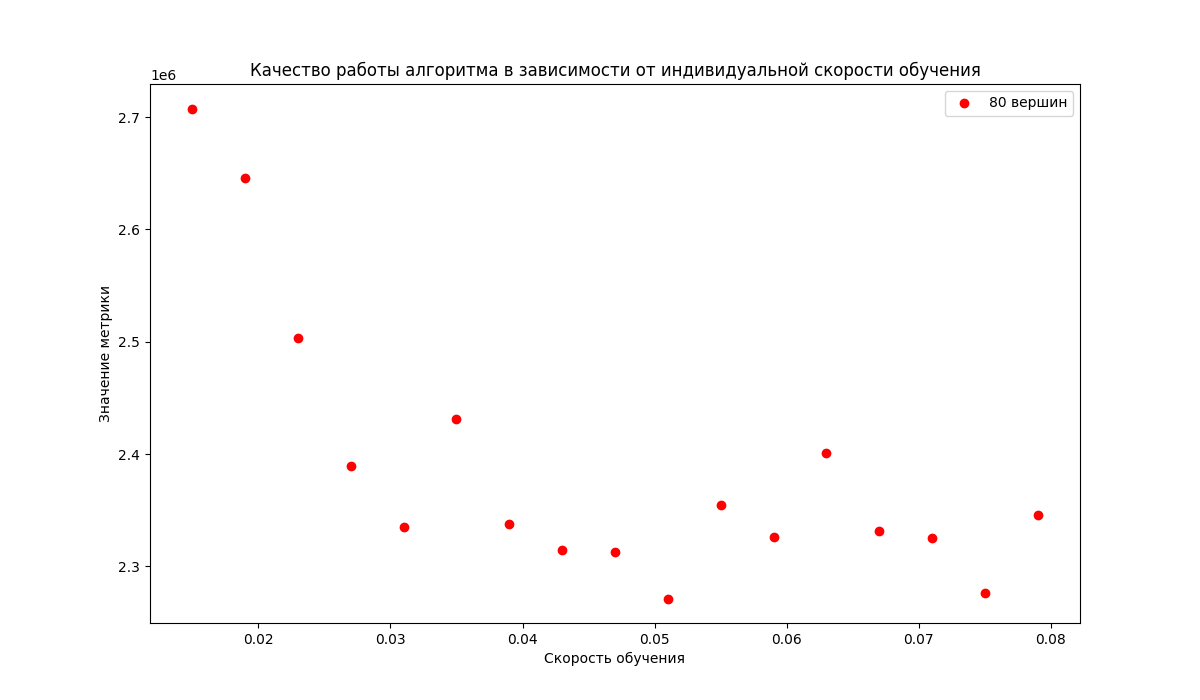 Качество работы алгоритма в зависимости от индивидуальной скорости обучения
1e6
80 вершин
2.7
2.6
2.5
2.4
2.3
Значение метрики
0.02 0.03 0.04 0.05 0.06 0.07 0.08
Скорость обучения